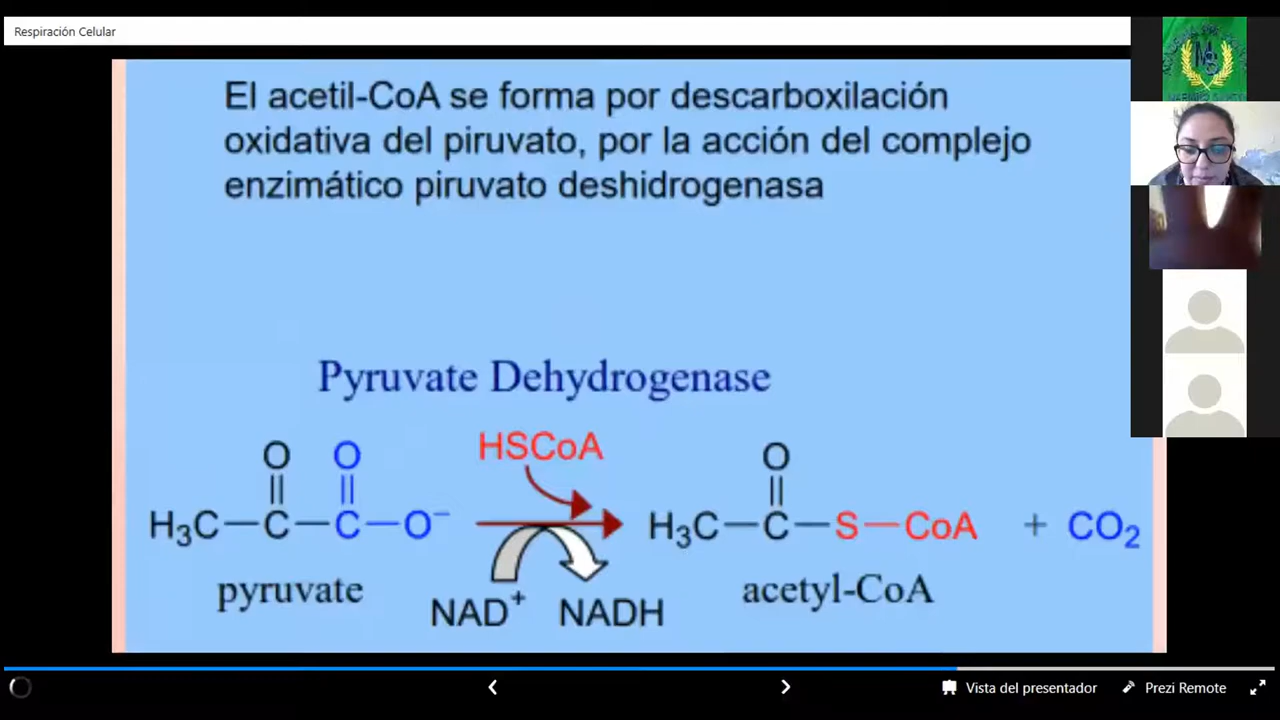 Respiración Celular
El acetil-CoA se forma por descarboxilación
oxidativa del piruvato, por la acción del complejo
enzimático piruvato deshidrogenasa
Pyruvate Dehydrogenase
HSCoA
O O O
H₃C—C—C—O⁻ H₃C—C—S—CoA + CO₂
pyruvate acetyl-CoA
NAD⁺ NADH
Vista del presentador Prezi Remote